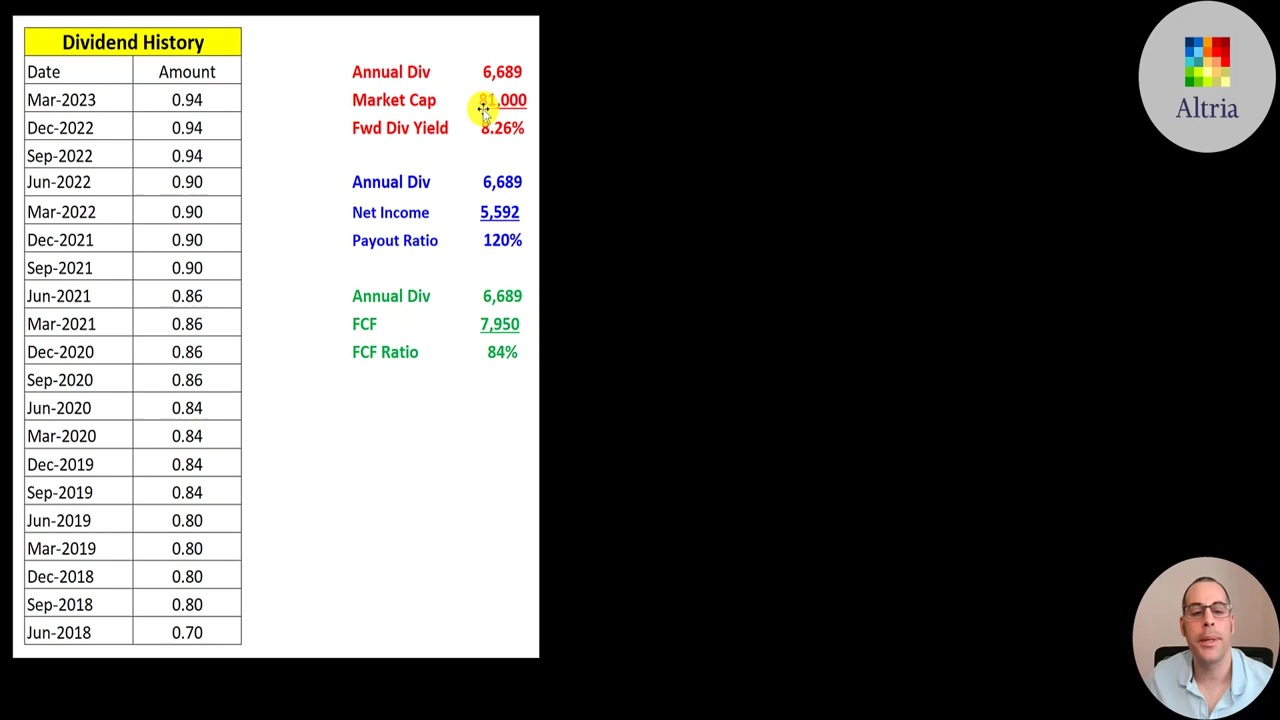 Dividend History
Date Amount
Mar-2023 0.94
Dec-2022 0.94
Sep-2022 0.94
Jun-2022 0.90
Mar-2022 0.90
Dec-2021 0.90
Sep-2021 0.90
Jun-2021 0.86
Mar-2021 0.86
Dec-2020 0.86
Sep-2020 0.86
Jun-2020 0.84
Mar-2020 0.84
Dec-2019 0.84
Sep-2019 0.84
Jun-2019 0.80
Mar-2019 0.80
Dec-2018 0.80
Sep-2018 0.80
Jun-2018 0.70
Annual Div 6,689
Market Cap 81,000
Fwd Div Yield 8.26%
Annual Div 6,689
Net Income 5,592
Payout Ratio 120%
Annual Div 6,689
FCF 7,950
FCF Ratio 84%
Altria